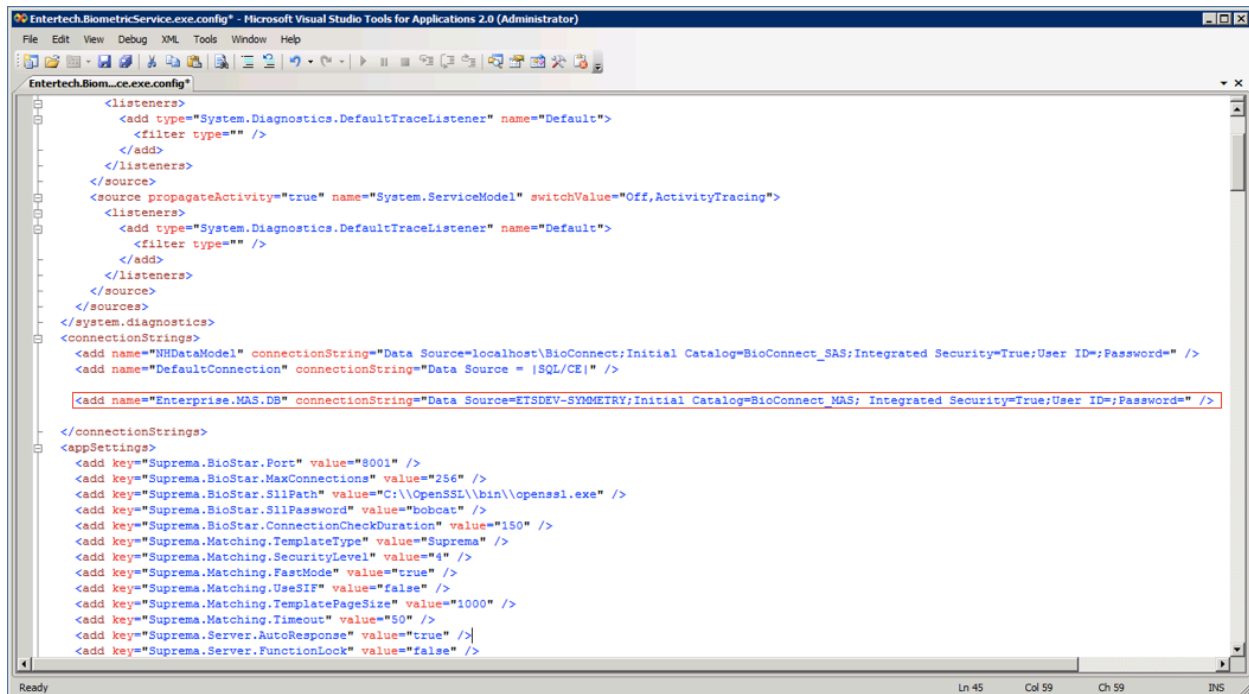 Entertech.BiometricService.exe.config* - Microsoft Visual Studio Tools for Applications 2.0 (Administrator)
File Edit View Debug XML Tools Window Help
Entertech.Biom...ce.exe.config*
<listeners>
<add type="System.Diagnostics.DefaultTraceListener" name="Default">
<filter type="" />
</add>
</listeners>
</source>
<source propagateActivity="true" name="System.ServiceModel" switchValue="Off,ActivityTracing">
<listeners>
<add type="System.Diagnostics.DefaultTraceListener" name="Default">
<filter type="" />
</add>
</listeners>
</source>
</sources>
</system.diagnostics>
<connectionStrings>
<add name="NHDataModel" connectionString="Data Source=localhost\BioConnect;Initial Catalog=BioConnect_SAS;Integrated Security=True;User ID=;Password=" />
<add name="DefaultConnection" connectionString="Data Source = |SQL/CE|" />
<add name="Enterprise.MAS.DB" connectionString="Data Source=ETSDEV-SYMMETRY;Initial Catalog=BioConnect_MAS; Integrated Security=True;User ID=;Password=" />
</connectionStrings>
<appSettings>
<add key="Suprema.BioStar.Port" value="8001" />
<add key="Suprema.BioStar.MaxConnections" value="256" />
<add key="Suprema.BioStar.SllPath" value="C:\\OpenSSL\\bin\\openssl.exe" />
<add key="Suprema.BioStar.SllPassword" value="bobcat" />
<add key="Suprema.BioStar.ConnectionCheckDuration" value="150" />
<add key="Suprema.Matching.TemplateType" value="Suprema" />
<add key="Suprema.Matching.SecurityLevel" value="4" />
<add key="Suprema.Matching.FastMode" value="true" />
<add key="Suprema.Matching.UseSIF" value="false" />
<add key="Suprema.Matching.TemplatePageSize" value="1000" />
<add key="Suprema.Matching.Timeout" value="50" />
<add key="Suprema.Server.AutoResponse" value="true" />
<add key="Suprema.Server.FunctionLock" value="false" />
Ready Ln 45 Col 59 Ch 59 INS